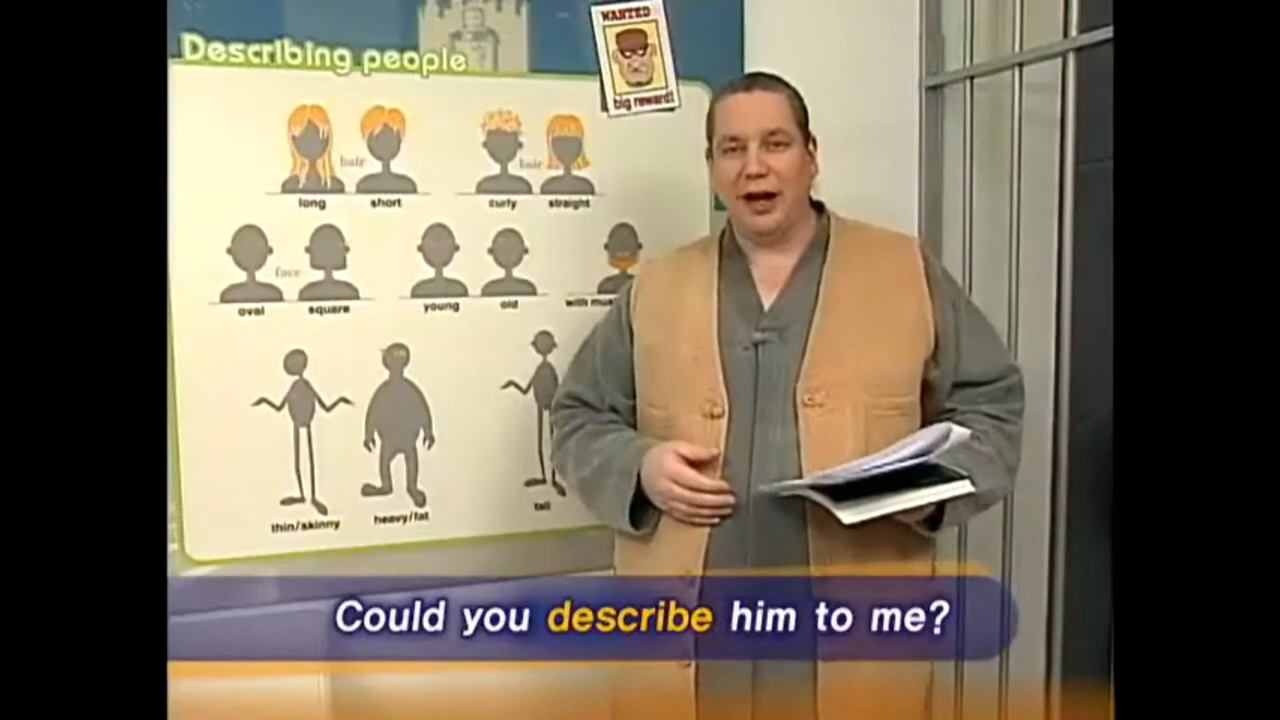 Describing people
WANTED
big reward!
hair
hair
long short curly straight
face
oval square young old with
thin/skinny heavy/fat tall
Could you describe him to me?